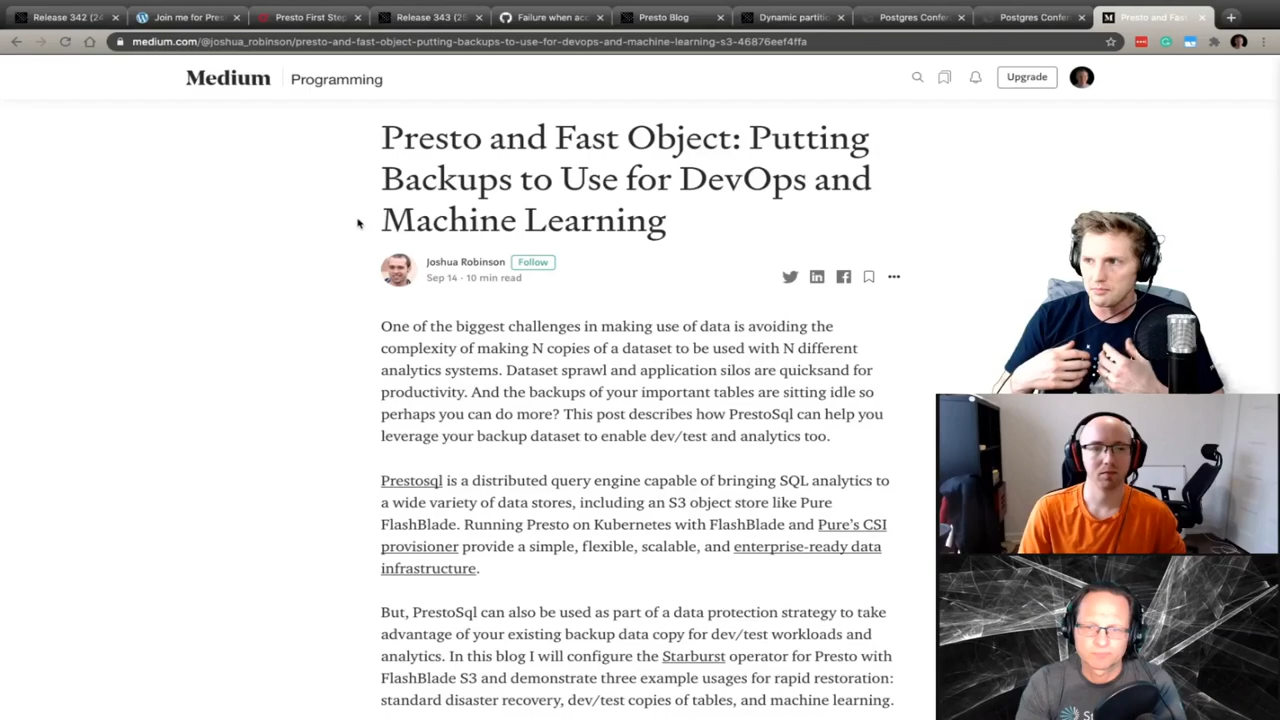 Release 342 (24
Join me for Pres
Presto First Step
Release 343 (25
Failure when acc
Presto Blog
Dynamic partitic
Postgres Confer
Postgres Confer
Presto and Fast
medium.com/@joshua_robinson/presto-and-fast-object-putting-backups-to-use-for-devops-and-machine-learning-s3-46876eef4ffa
Medium
Programming
Upgrade
Presto and Fast Object: Putting
Backups to Use for DevOps and
Machine Learning
Joshua Robinson Follow
Sep 14 · 10 min read
One of the biggest challenges in making use of data is avoiding the
complexity of making N copies of a dataset to be used with N different
analytics systems. Dataset sprawl and application silos are quicksand for
productivity. And the backups of your important tables are sitting idle so
perhaps you can do more? This post describes how PrestoSql can help you
leverage your backup dataset to enable dev/test and analytics too.
Prestosql is a distributed query engine capable of bringing SQL analytics to
a wide variety of data stores, including an S3 object store like Pure
FlashBlade. Running Presto on Kubernetes with FlashBlade and Pure's CSI
provisioner provide a simple, flexible, scalable, and enterprise-ready data
infrastructure.
But, PrestoSql can also be used as part of a data protection strategy to take
advantage of your existing backup data copy for dev/test workloads and
analytics. In this blog I will configure the Starburst operator for Presto with
FlashBlade S3 and demonstrate three example usages for rapid restoration:
standard disaster recovery, dev/test copies of tables, and machine learning.